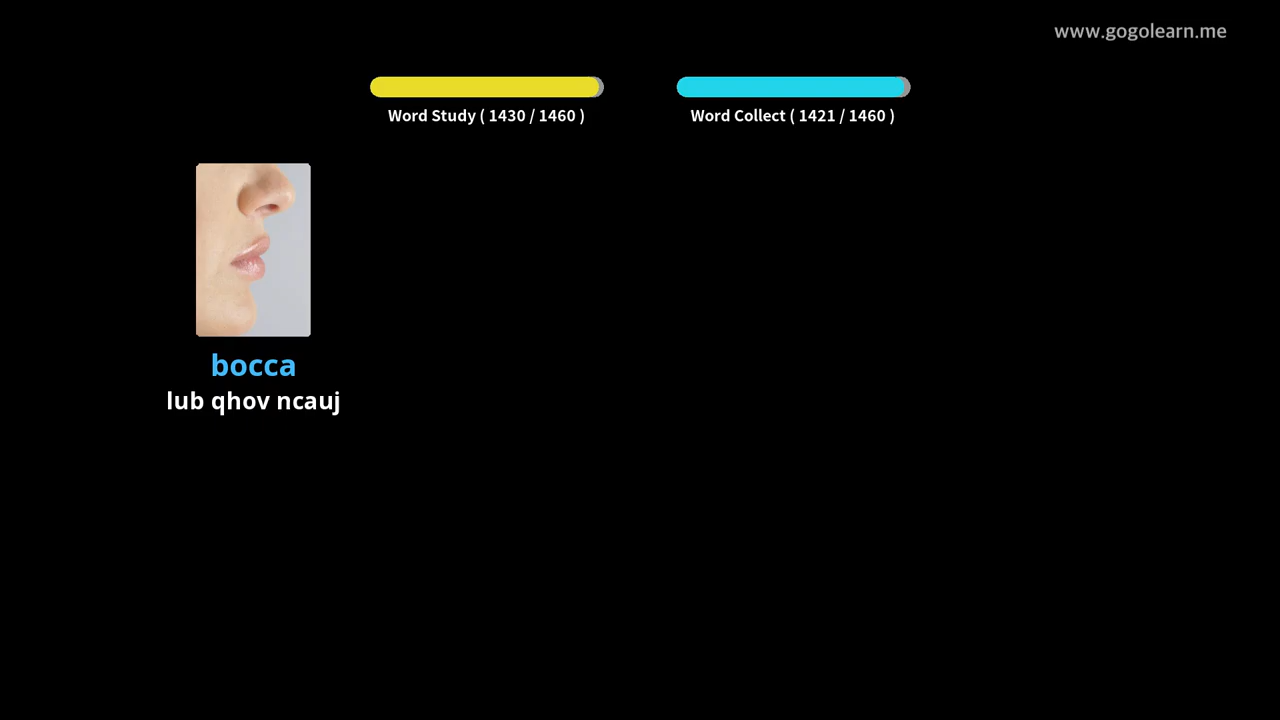 www.gogolearn.me
Word Study ( 1430 / 1460 )
Word Collect ( 1421 / 1460 )
bocca
lub qhov ncauj